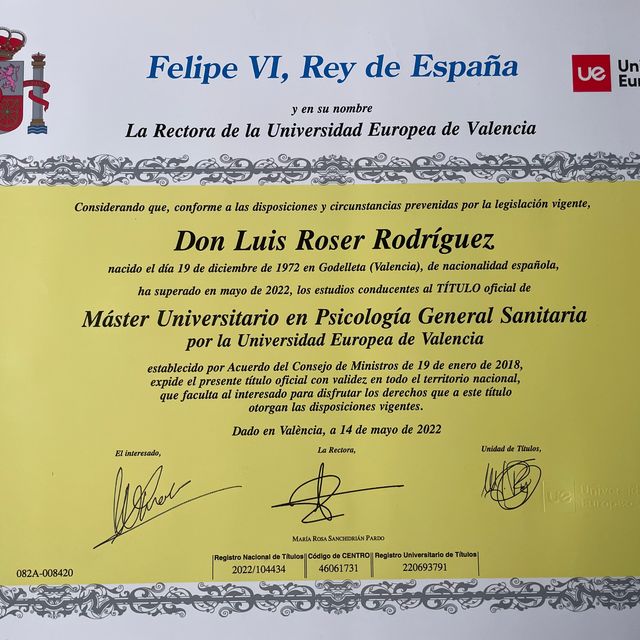 Felipe VI, Rey de España
ue
y en su nombre
La Rectora de la Universidad Europea de Valencia
Considerando que, conforme a las disposiciones y circunstancias prevenidas por la legislación vigente,
Don Luis Roser Rodríguez
nacido el día 19 de diciembre de 1972 en Godelleta (Valencia), de nacionalidad española,
ha superado en mayo de 2022, los estudios conducentes al TÍTULO oficial de
Máster Universitario en Psicología General Sanitaria
por la Universidad Europea de Valencia
establecido por Acuerdo del Consejo de Ministros de 19 de enero de 2018,
expide el presente título oficial con validez en todo el territorio nacional,
que faculta al interesado para disfrutar los derechos que a este título
otorgan las disposiciones vigentes.
Dado en València, a 14 de mayo de 2022
El interesado, La Rectora, Unidad de Títulos,
MARÍA ROSA SANCHIDRIÁN PARDO
Registro Nacional de Títulos Código de CENTRO Registro Universitario de Títulos
082A-008420 2022/104434 46061731 220693791